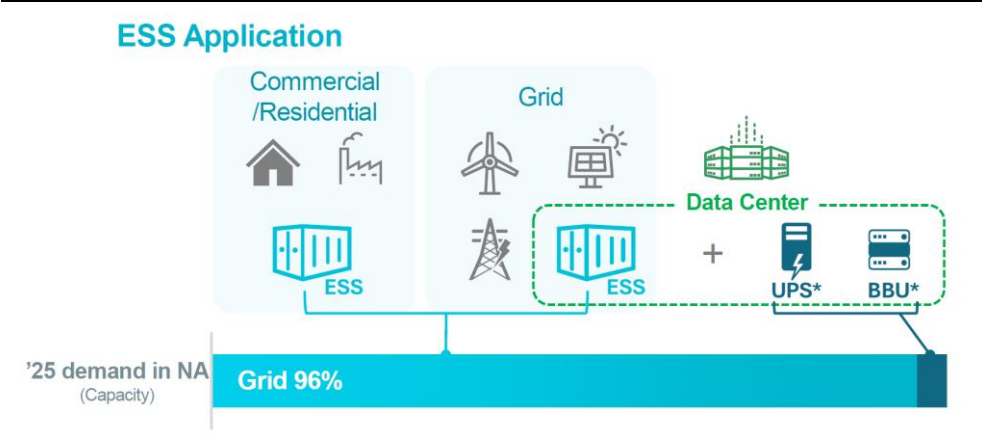 ESS Application
Commercial
/Residential
Grid
Data Center
ESS
ESS
+
UPS*
BBU*
’25 demand in NA
(Capacity)
Grid 96%